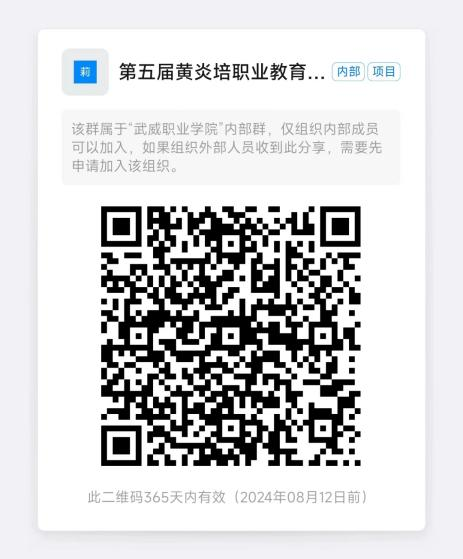 莉
第五届黄炎培职业教育...
内部
项目
该群属于“武威职业学院”内部群，仅组织内部成员
可以加入，如果组织外部人员收到此分享，需要先
申请加入该组织。
此二维码365天内有效（2024年08月12日前）